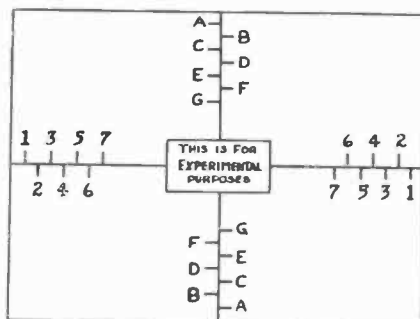 A
B
C
D
E
F
G
1 3 5 7
2 4 6
THIS IS FOR
EXPERIMENTAL
PURPOSES
6 4 2
7 5 3 1
G
F
E
D
C
B
A